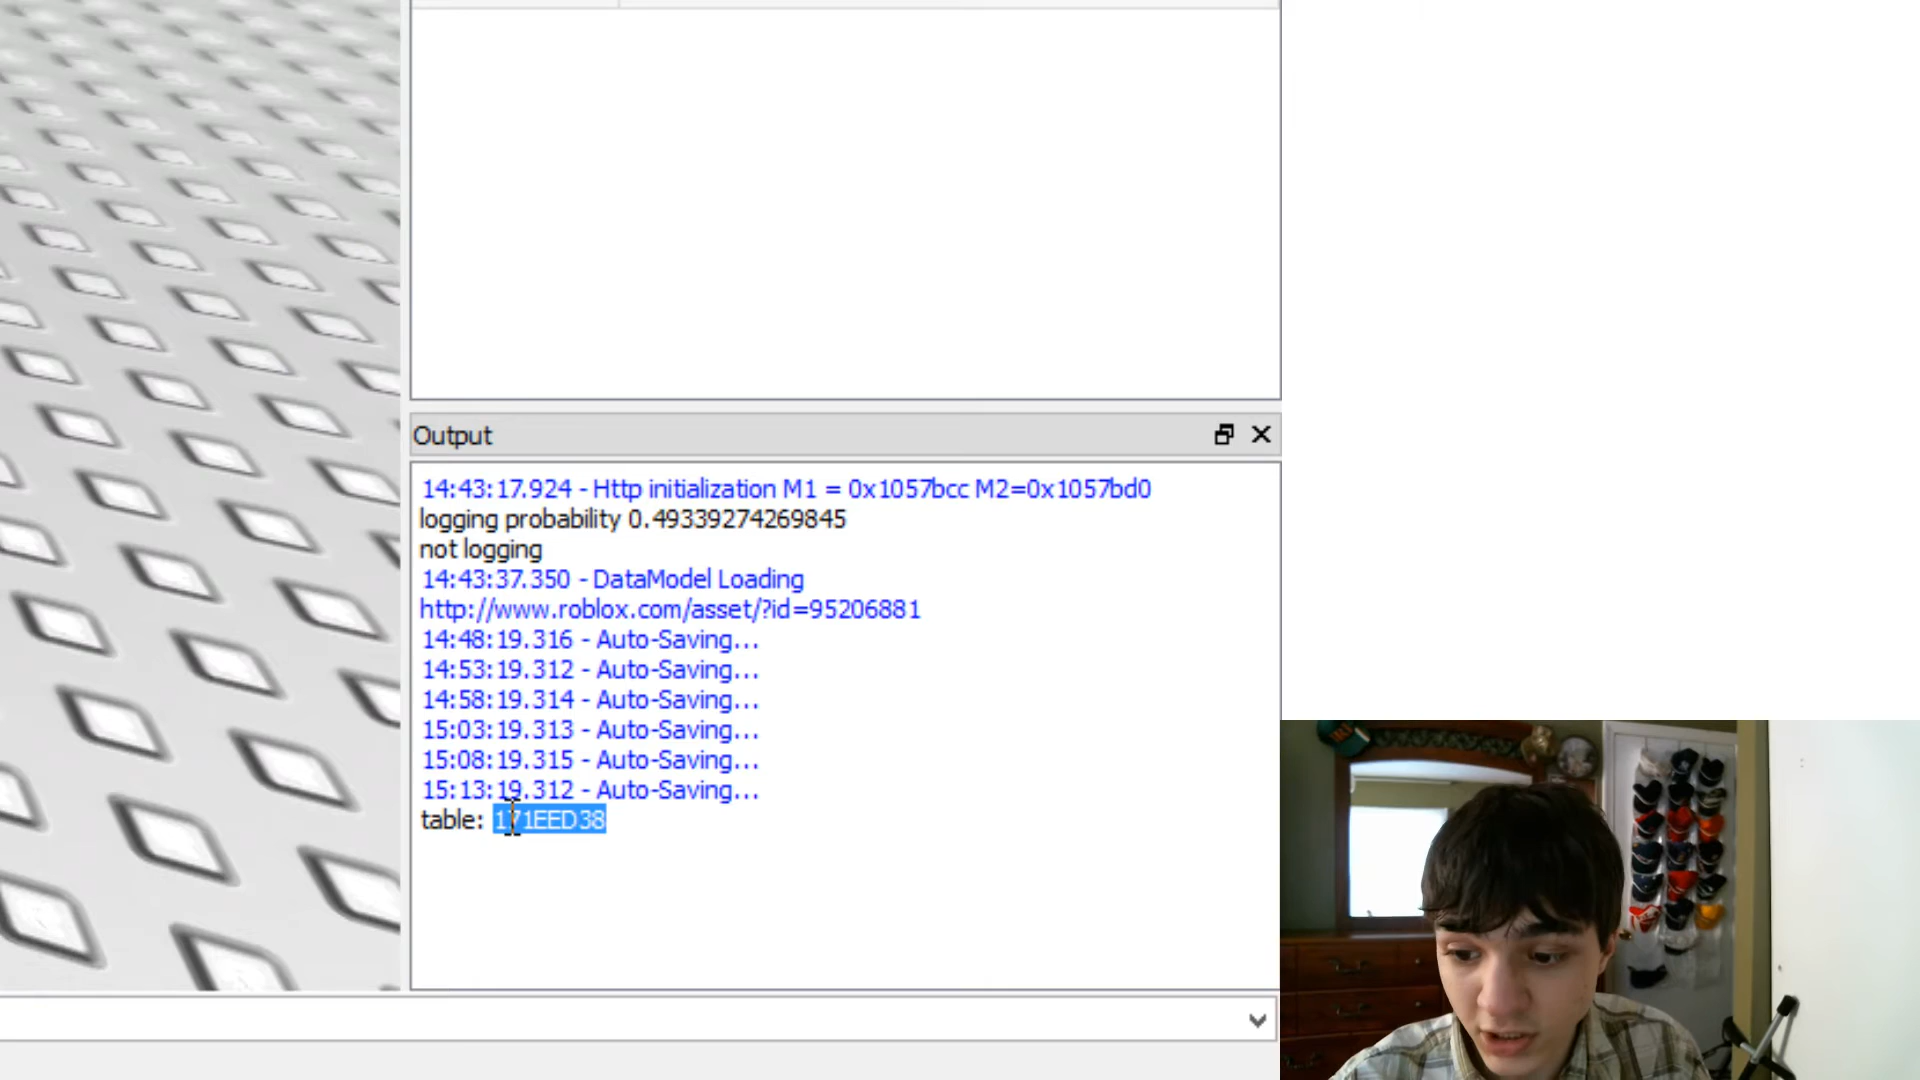 Output
14:43:17.924 - Http initialization M1 = 0x1057bcc M2=0x1057bd0
logging probability 0.49339274269845
not logging
14:43:37.350 - DataModel Loading
http://www.roblox.com/asset/?id=95206881
14:48:19.316 - Auto-Saving...
14:53:19.312 - Auto-Saving...
14:58:19.314 - Auto-Saving...
15:03:19.313 - Auto-Saving...
15:08:19.315 - Auto-Saving...
15:13:19.312 - Auto-Saving...
table: 171EED38